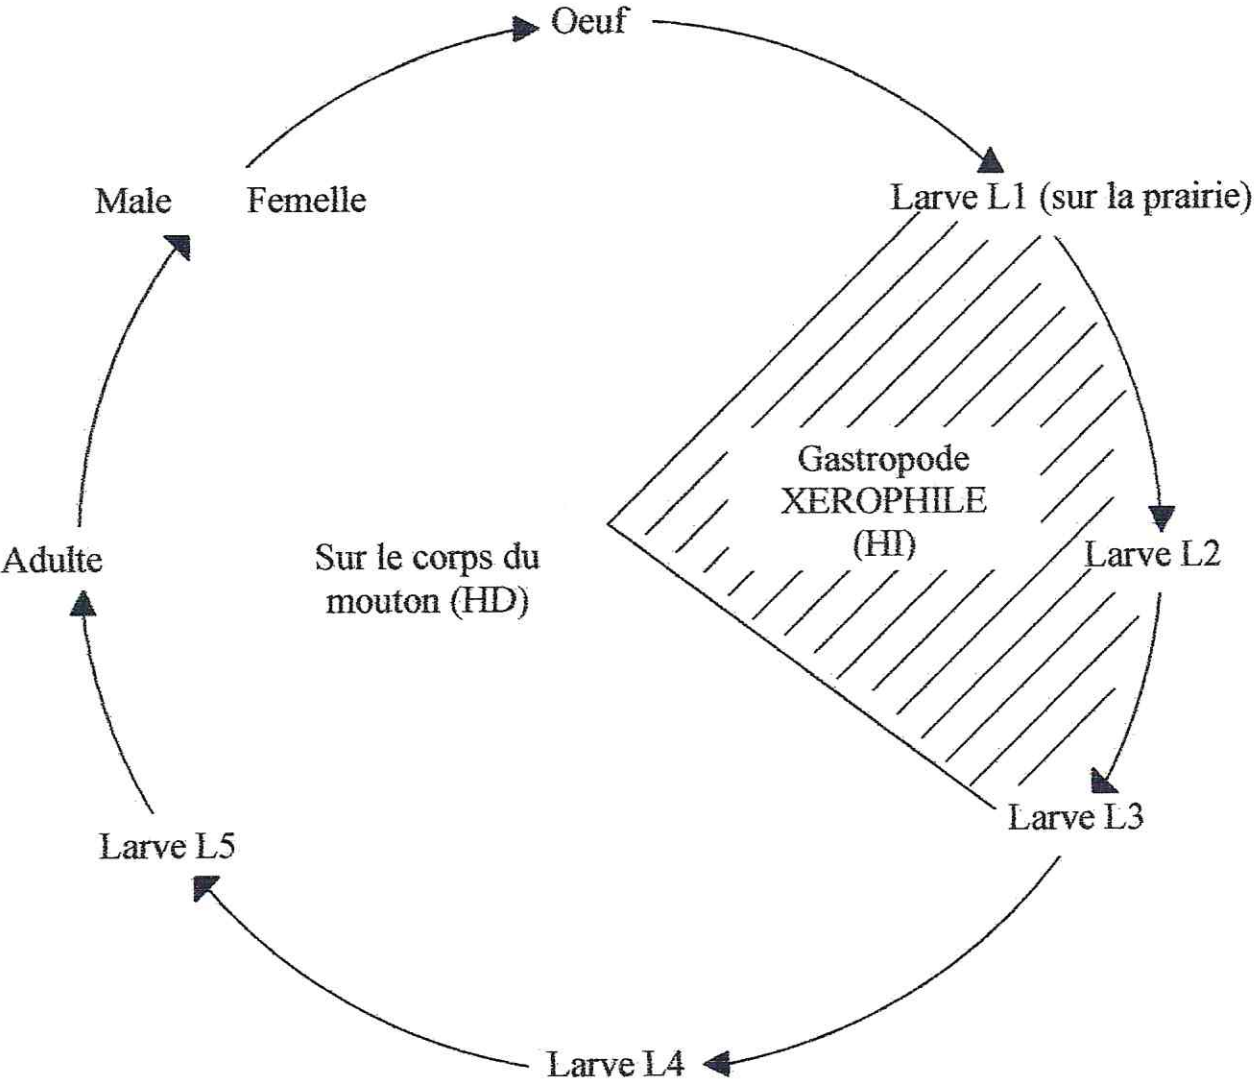 Oeuf
Larve L1 (sur la prairie)
Male Femelle
Gastropode
XEROPHILE
(HI)
Larve L2
Adulte
Sur le corps du
mouton (HD)
Larve L3
Larve L5
Larve L4